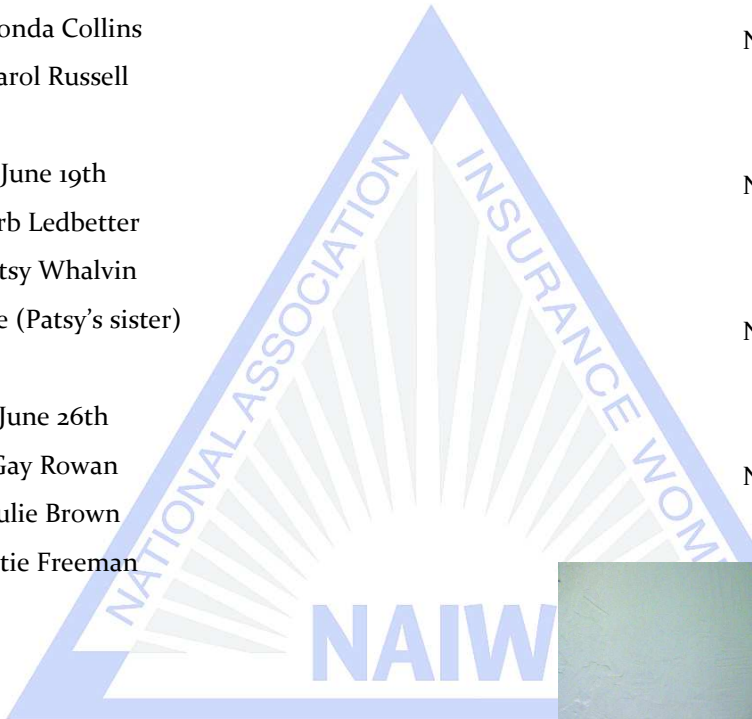 onda Collins
arol Russell
June 19th
rb Ledbetter
tsy Whalvin
e (Patsy's sister)
June 26th
Gay Rowan
ulie Brown
tie Freeman
N
N
N
N
NATIONAL ASSOCIATION
INSURANCE WOM
NAIW